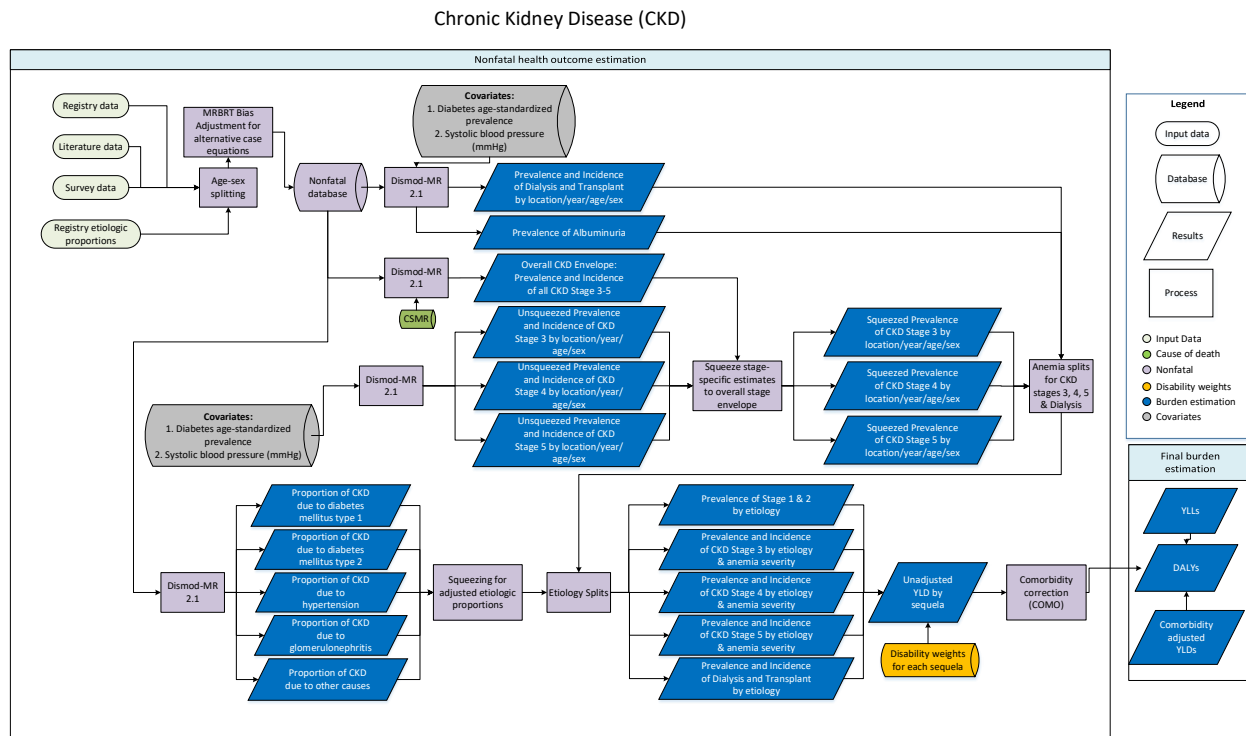 Chronic Kidney Disease (CKD)
Nonfatal health outcome estimation
Registry data
Literature data
Survey data
Registry etiologic
proportions
MRBRT Bias
Adjustment for
alternative case
equations
Age-sex
splitting
Nonfatal
database
Covariates:
1. Diabetes age-standardized
prevalence
2. Systolic blood pressure
(mmHg)
Dismod-MR
2.1
Prevalence and
Incidence
of Dialysis and Transplant
by location/year/age/sex
Prevalence of Albuminuria
Dismod-MR
2.1
CSMR
Overall CKD Envelope:
Prevalence and Incidence
of all CKD Stage 3-5
Covariates:
1. Diabetes age-standardized
prevalence
2. Systolic blood pressure (mmHg)
Dismod-MR
2.1
Unsqueezed Prevalence
and Incidence of CKD
Stage 3 by location/year/
age/sex
Unsqueezed Prevalence
and Incidence of CKD
Stage 4 by location/year/
age/sex
Unsqueezed Prevalence
and Incidence of CKD
Stage 5 by location/year/
age/sex
Squeeze stage-
specific estimates
to overall stage
envelope
Squeezed Prevalence
of CKD Stage 3 by
location/year/age/sex
Squeezed Prevalence
of CKD Stage 4 by
location/year/age/sex
Squeezed Prevalence
of CKD Stage 5 by
location/year/age/sex
Anemia splits
for CKD
stages 3, 4, 5
& Dialysis
Dismod-MR
2.1
Proportion of CKD
due to diabetes
mellitus type 1
Proportion of CKD
due to diabetes
mellitus type 2
Proportion of CKD
due to
hypertension
Proportion of CKD
due to
glomerulonephritis
Proportion of CKD
due to other causes
Squeezing for
adjusted etiologic
proportions
Etiology Splits
Prevalence of Stage 1 & 2
by etiology
Prevalence and Incidence
of CKD Stage 3 by etiology
& anemia severity
Prevalence and Incidence
of CKD Stage 4 by etiology
& anemia severity
Prevalence and Incidence
of CKD Stage 5 by etiology
& anemia severity
Prevalence and Incidence
of Dialysis and Transplant
by etiology
Unadjusted
YLD by
sequela
Disability weights
for each sequela
Comorbidity
correction
(COMO)
Legend
Input data
Database
Results
Process
Input Data
Cause of death
Nonfatal
Disability weights
Burden estimation
Covariates
Final burden
estimation
YLLs
DALYs
Comorbidity
adjusted
YLDs